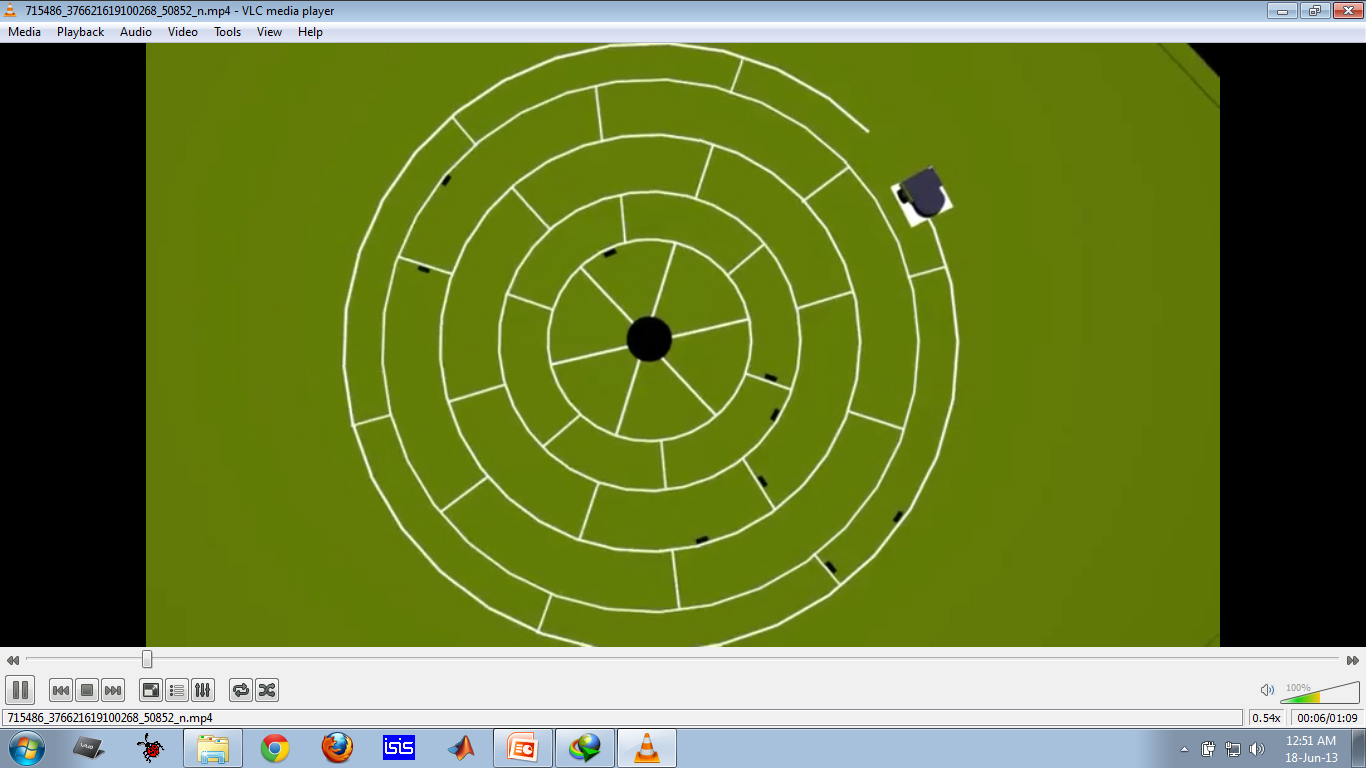 715486_376621619100268_50852_n.mp4 - VLC media player
Media Playback Audio Video Tools View Help
100%
715486_376621619100268_50852_n.mp4
0.54x 00:06/01:09
VAIO
isis
12:51 AM
18-Jun-13